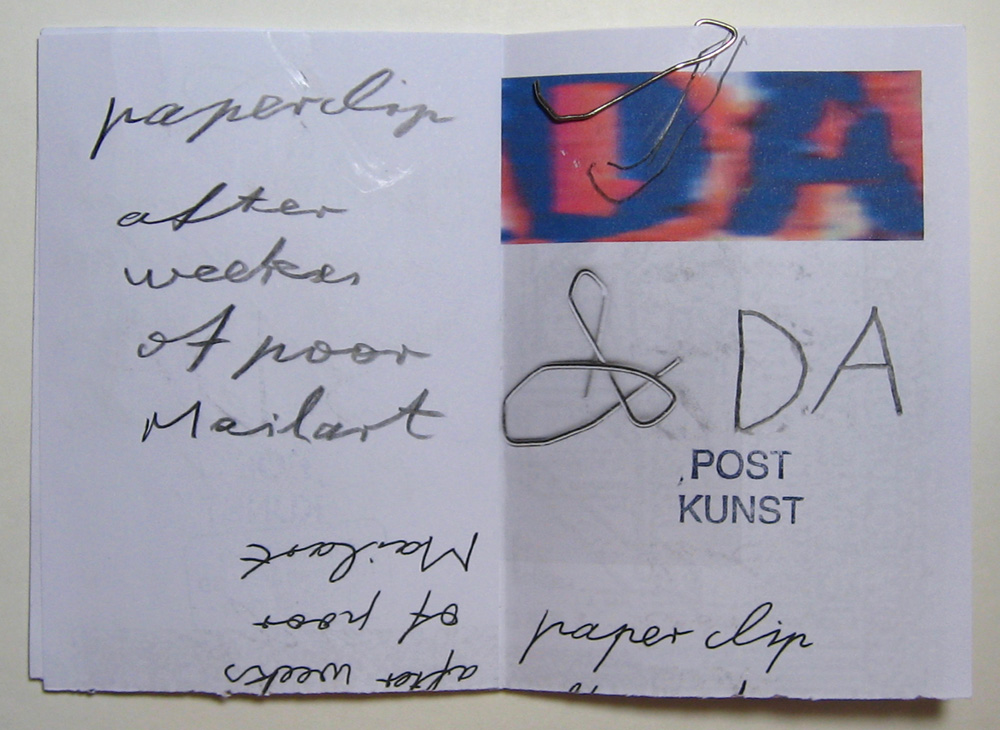 paperclip
after
weeks
of poor
Mailart
after weeks
of poor
Mailart
DA
& DA
POST
KUNST
paper clip